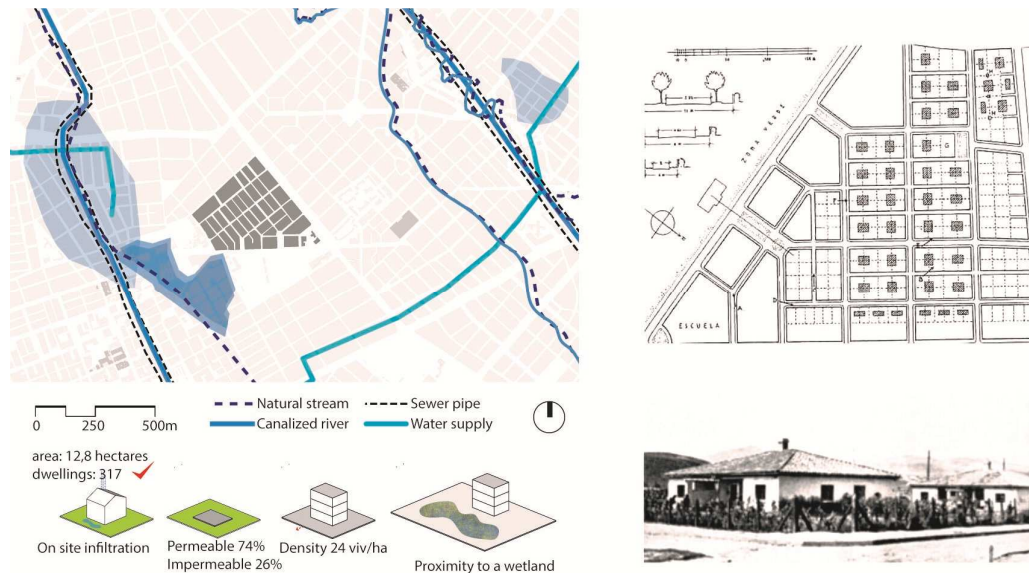 ZONA VERDE
ESCUELA
Natural stream
Sewer pipe
Canalized river
Water supply
0 250 500m
area: 12,8 hectares
dwellings: 317
On site infiltration
Permeable 74%
Impermeable 26%
Density 24 viv/ha
Proximity to a wetland